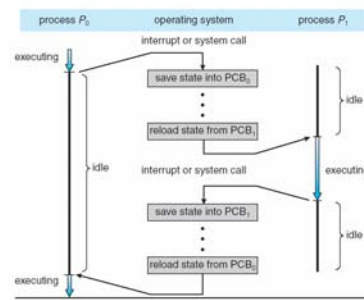 process P0 operating system process P1
interrupt or system call
executing
save state into PCB0
idle
reload state from PCB1
idle
interrupt or system call
executing
save state into PCB1
idle
reload state from PCB0
executing